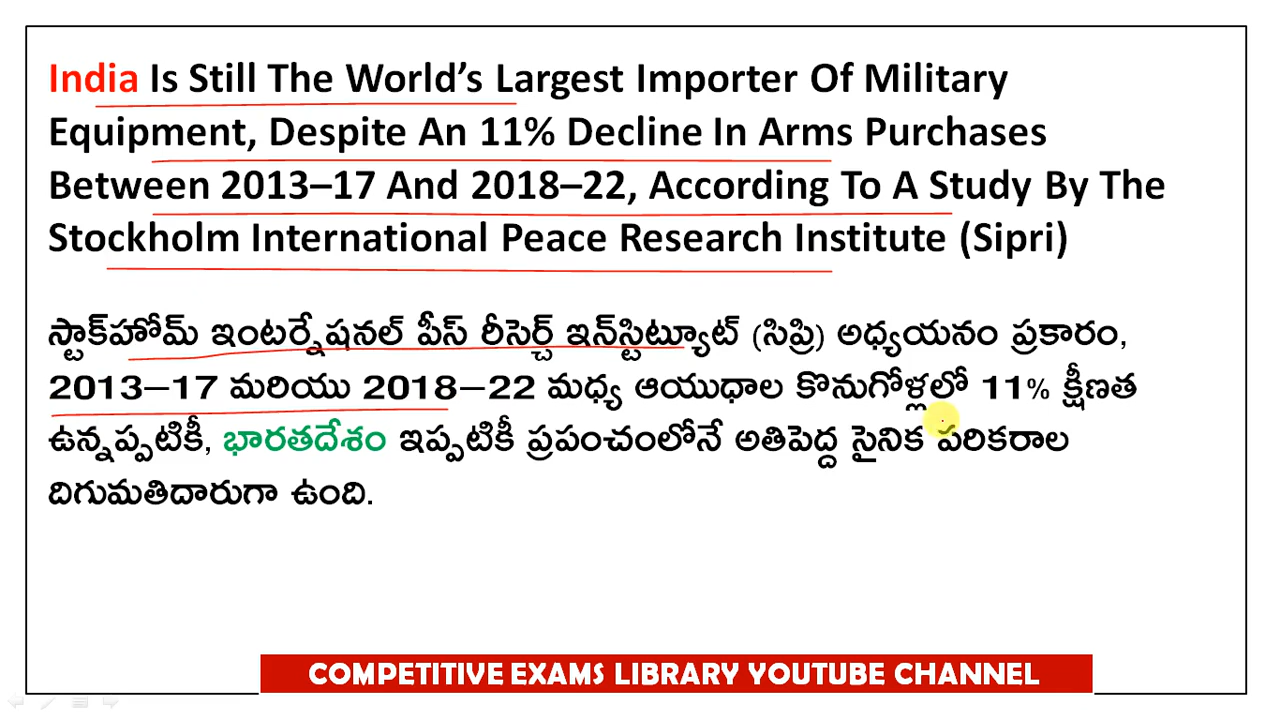 India Is Still The World’s Largest Importer Of Military
Equipment, Despite An 11% Decline In Arms Purchases
Between 2013–17 And 2018–22, According To A Study By The
Stockholm International Peace Research Institute (Sipri)
స్టాక్‌హోమ్ ఇంటర్నేషనల్ పీస్ రీసెర్చ్ ఇన్‌స్టిట్యూట్ (సిప్రి) అధ్యయనం ప్రకారం,
2013–17 మరియు 2018–22 మధ్య ఆయుధాల కొనుగోళ్లలో 11% క్షీణత
ఉన్నప్పటికీ, భారతదేశం ఇప్పటికీ ప్రపంచంలోనే అతిపెద్ద సైనిక పరికరాల
దిగుమతిదారుగా ఉంది.
COMPETITIVE EXAMS LIBRARY YOUTUBE CHANNEL